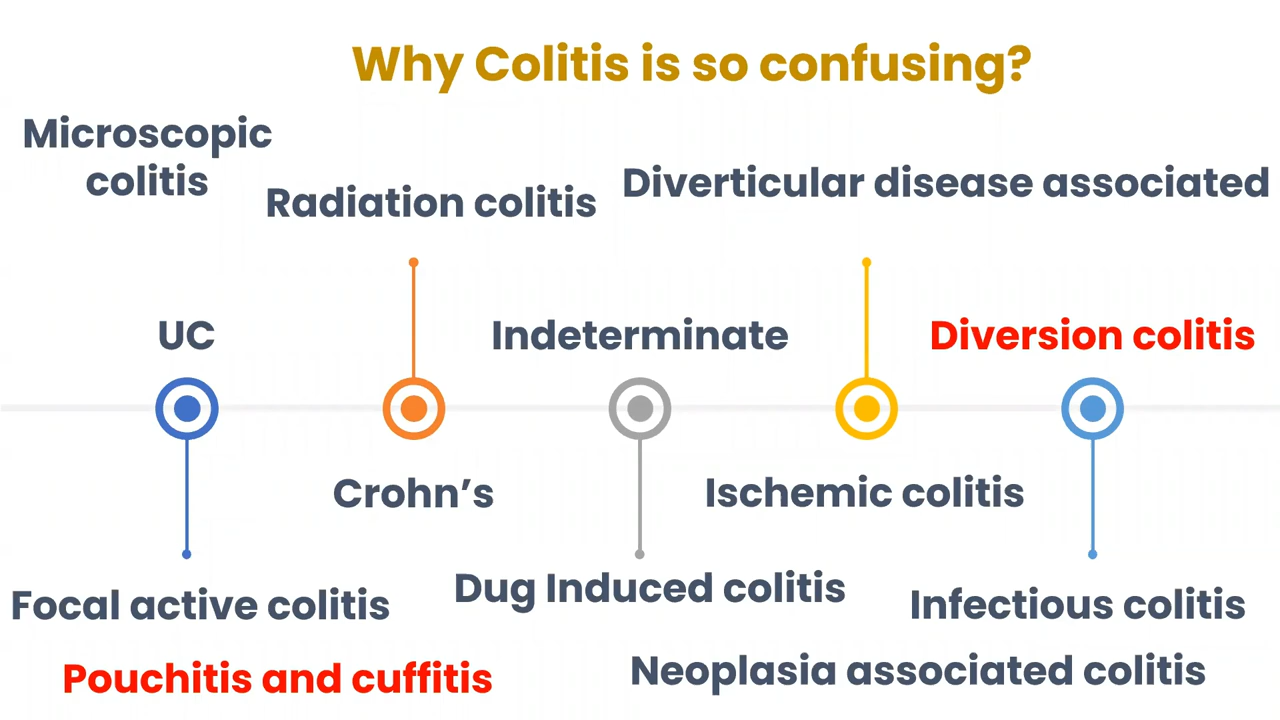 Why Colitis is so confusing?
Microscopic
colitis
Radiation colitis
Diverticular disease associated
UC
Indeterminate
Diversion colitis
Crohn’s
Ischemic colitis
Focal active colitis
Dug Induced colitis
Infectious colitis
Pouchitis and cuffitis
Neoplasia associated colitis